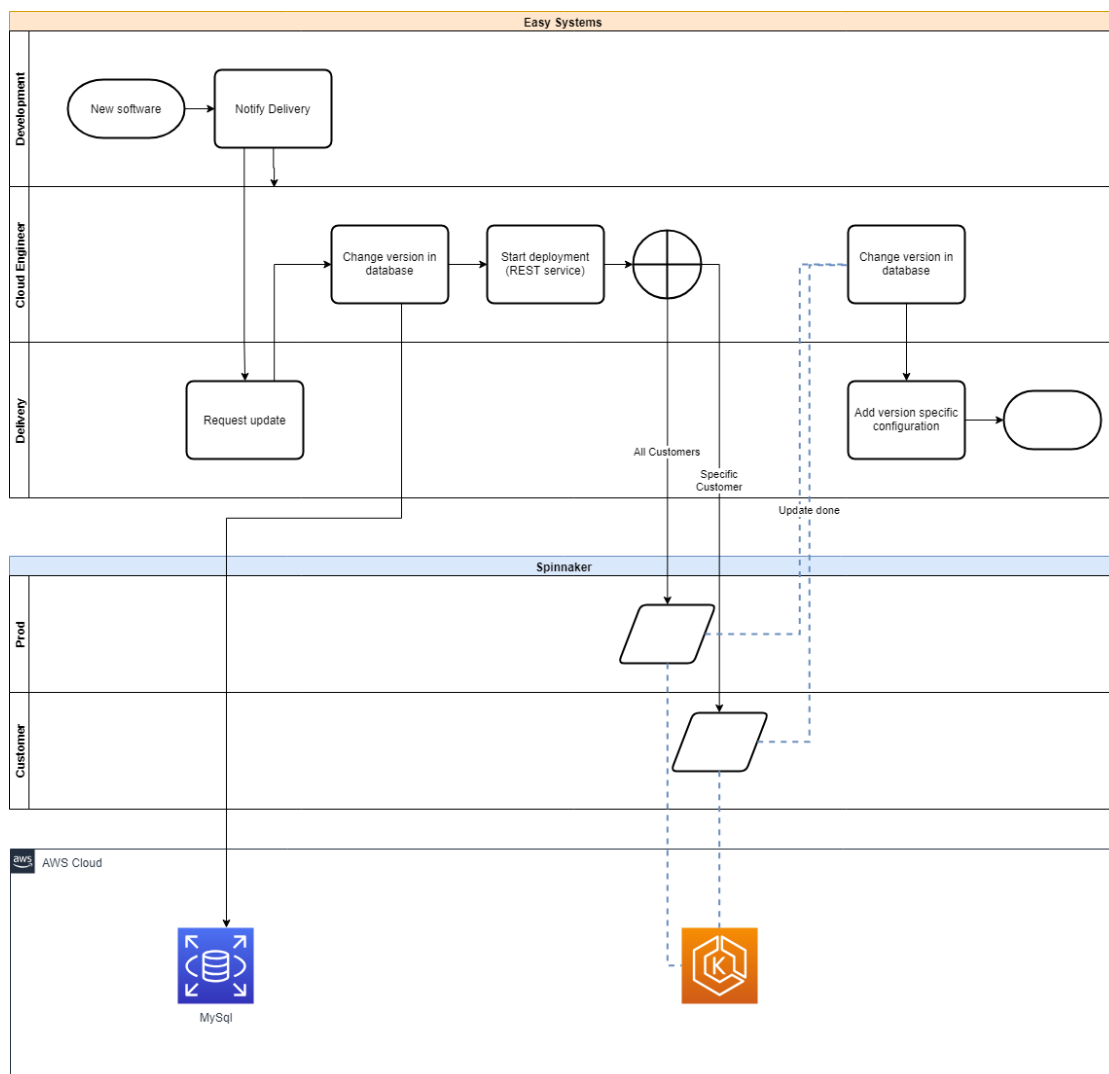 Easy Systems
Development
New software
Notify Delivery
Cloud Engineer
Change version in
database
Start deployment
(REST service)
Change version in
database
Delivery
Request update
Add version specific
configuration
All Customers
Specific
Customer
Update done
Spinnaker
Prod
Customer
aws
AWS Cloud
K
MySql